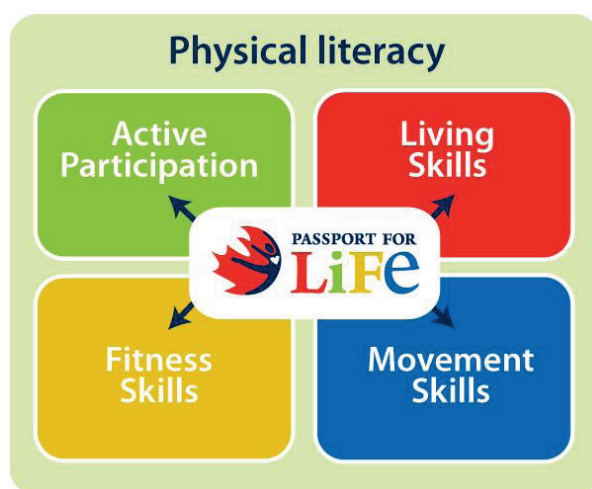 Physical literacy
Active
Participation
Living
Skills
PASSPORT FOR
LiFe
Fitness
Skills
Movement
Skills